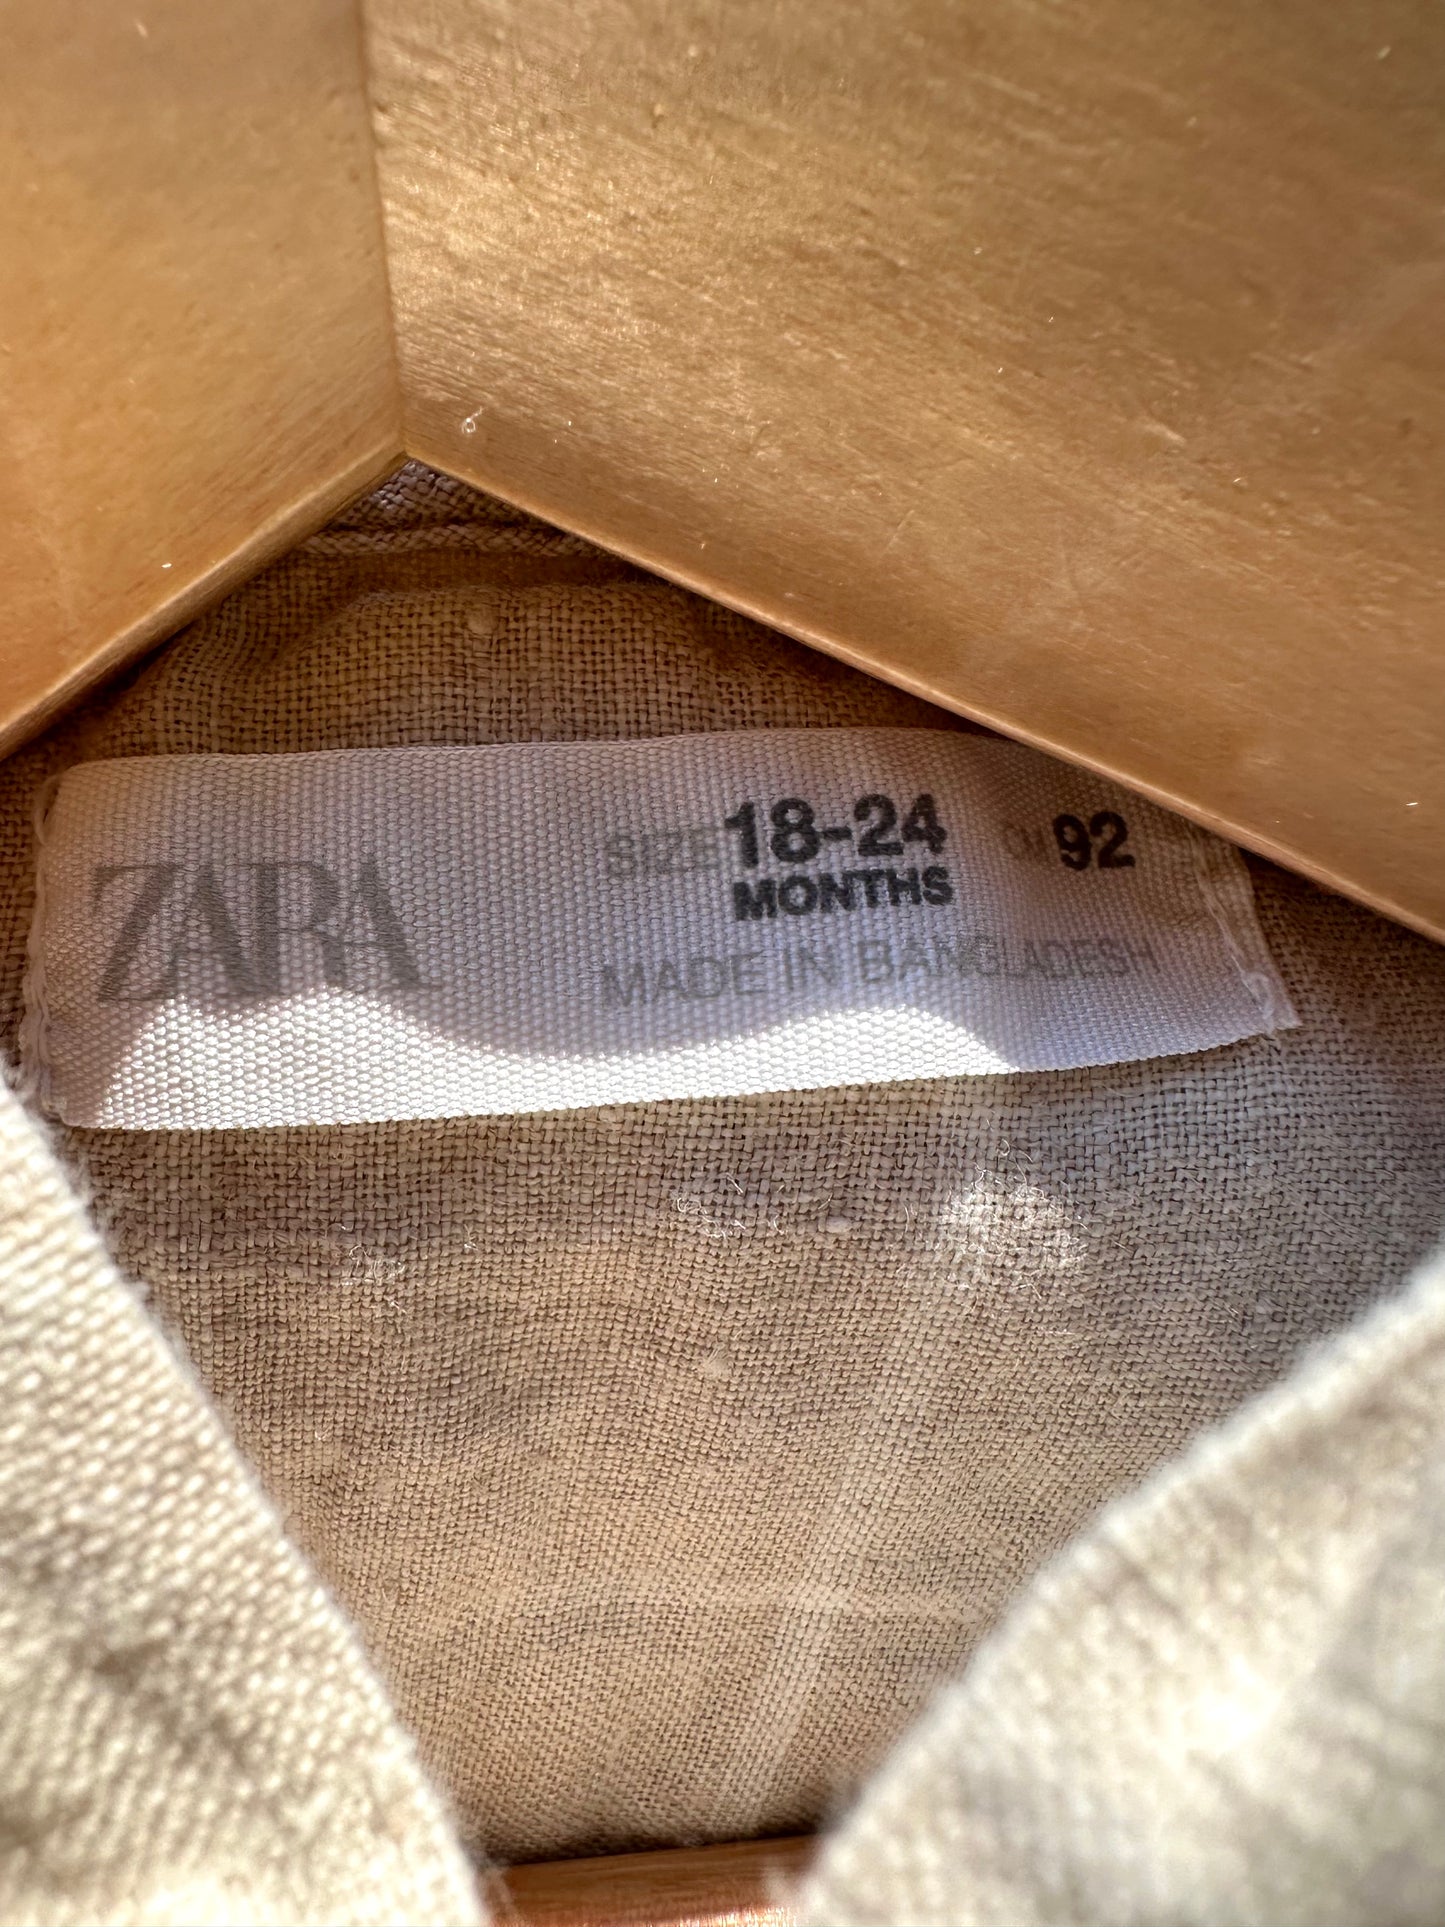 ZARA
SIZE 18-24 92
MONTHS
MADE IN BANGLADESH